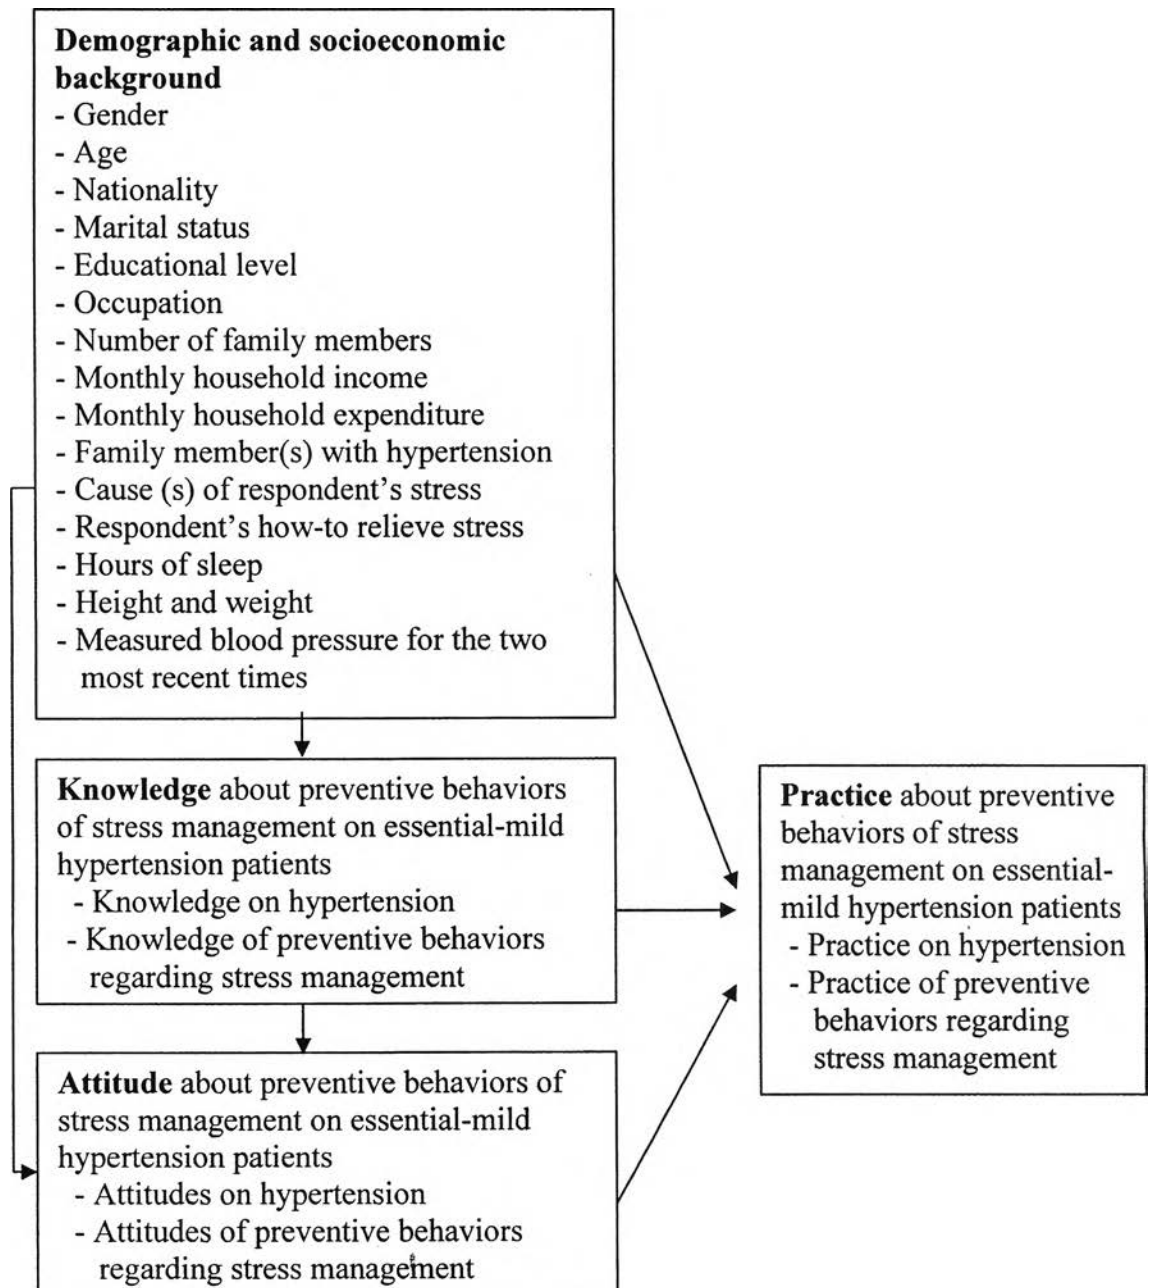 Demographic and socioeconomic
background
- Gender
- Age
- Nationality
- Marital status
- Educational level
- Occupation
- Number of family members
- Monthly household income
- Monthly household expenditure
- Family member(s) with hypertension
- Cause (s) of respondent's stress
- Respondent's how-to relieve stress
- Hours of sleep
- Height and weight
- Measured blood pressure for the two
most recent times
Knowledge about preventive behaviors
of stress management on essential-mild
hypertension patients
- Knowledge on hypertension
- Knowledge of preventive behaviors
regarding stress management
Attitude about preventive behaviors of
stress management on essential-mild
hypertension patients
- Attitudes on hypertension
- Attitudes of preventive behaviors
regarding stress management
Practice about preventive
behaviors of stress
management on essential-
mild hypertension patients
- Practice on hypertension
- Practice of preventive
behaviors regarding
stress management